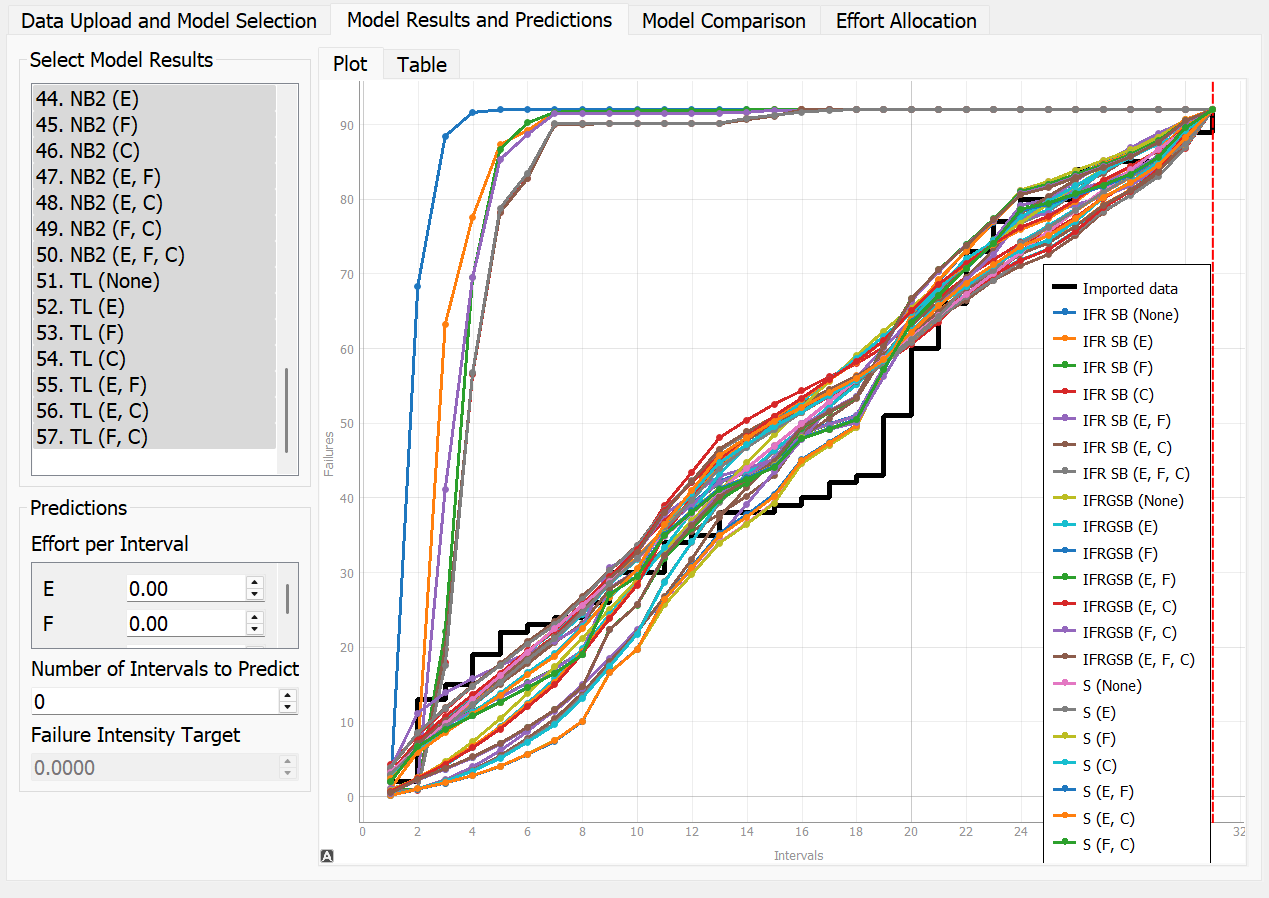 Data Upload and Model Selection
Model Results and Predictions
Model Comparison
Effort Allocation
Select Model Results
44. NB2 (E)
45. NB2 (F)
46. NB2 (C)
47. NB2 (E, F)
48. NB2 (E, C)
49. NB2 (F, C)
50. NB2 (E, F, C)
51. TL (None)
52. TL (E)
53. TL (F)
54. TL (C)
55. TL (E, F)
56. TL (E, C)
57. TL (F, C)
Predictions
Effort per Interval
E 0.00
F 0.00
Number of Intervals to Predict
0
Failure Intensity Target
0.0000
Plot
Table
Failures
90
80
70
60
50
40
30
20
10
0
0 2 4 6 8 10 12 14 16 18 20 22 24 32
Intervals
A
Imported data
IFR SB (None)
IFR SB (E)
IFR SB (F)
IFR SB (C)
IFR SB (E, F)
IFR SB (E, C)
IFR SB (E, F, C)
IFRGSB (None)
IFRGSB (E)
IFRGSB (F)
IFRGSB (E, F)
IFRGSB (E, C)
IFRGSB (F, C)
IFRGSB (E, F, C)
S (None)
S (E)
S (F)
S (C)
S (E, F)
S (E, C)
S (F, C)